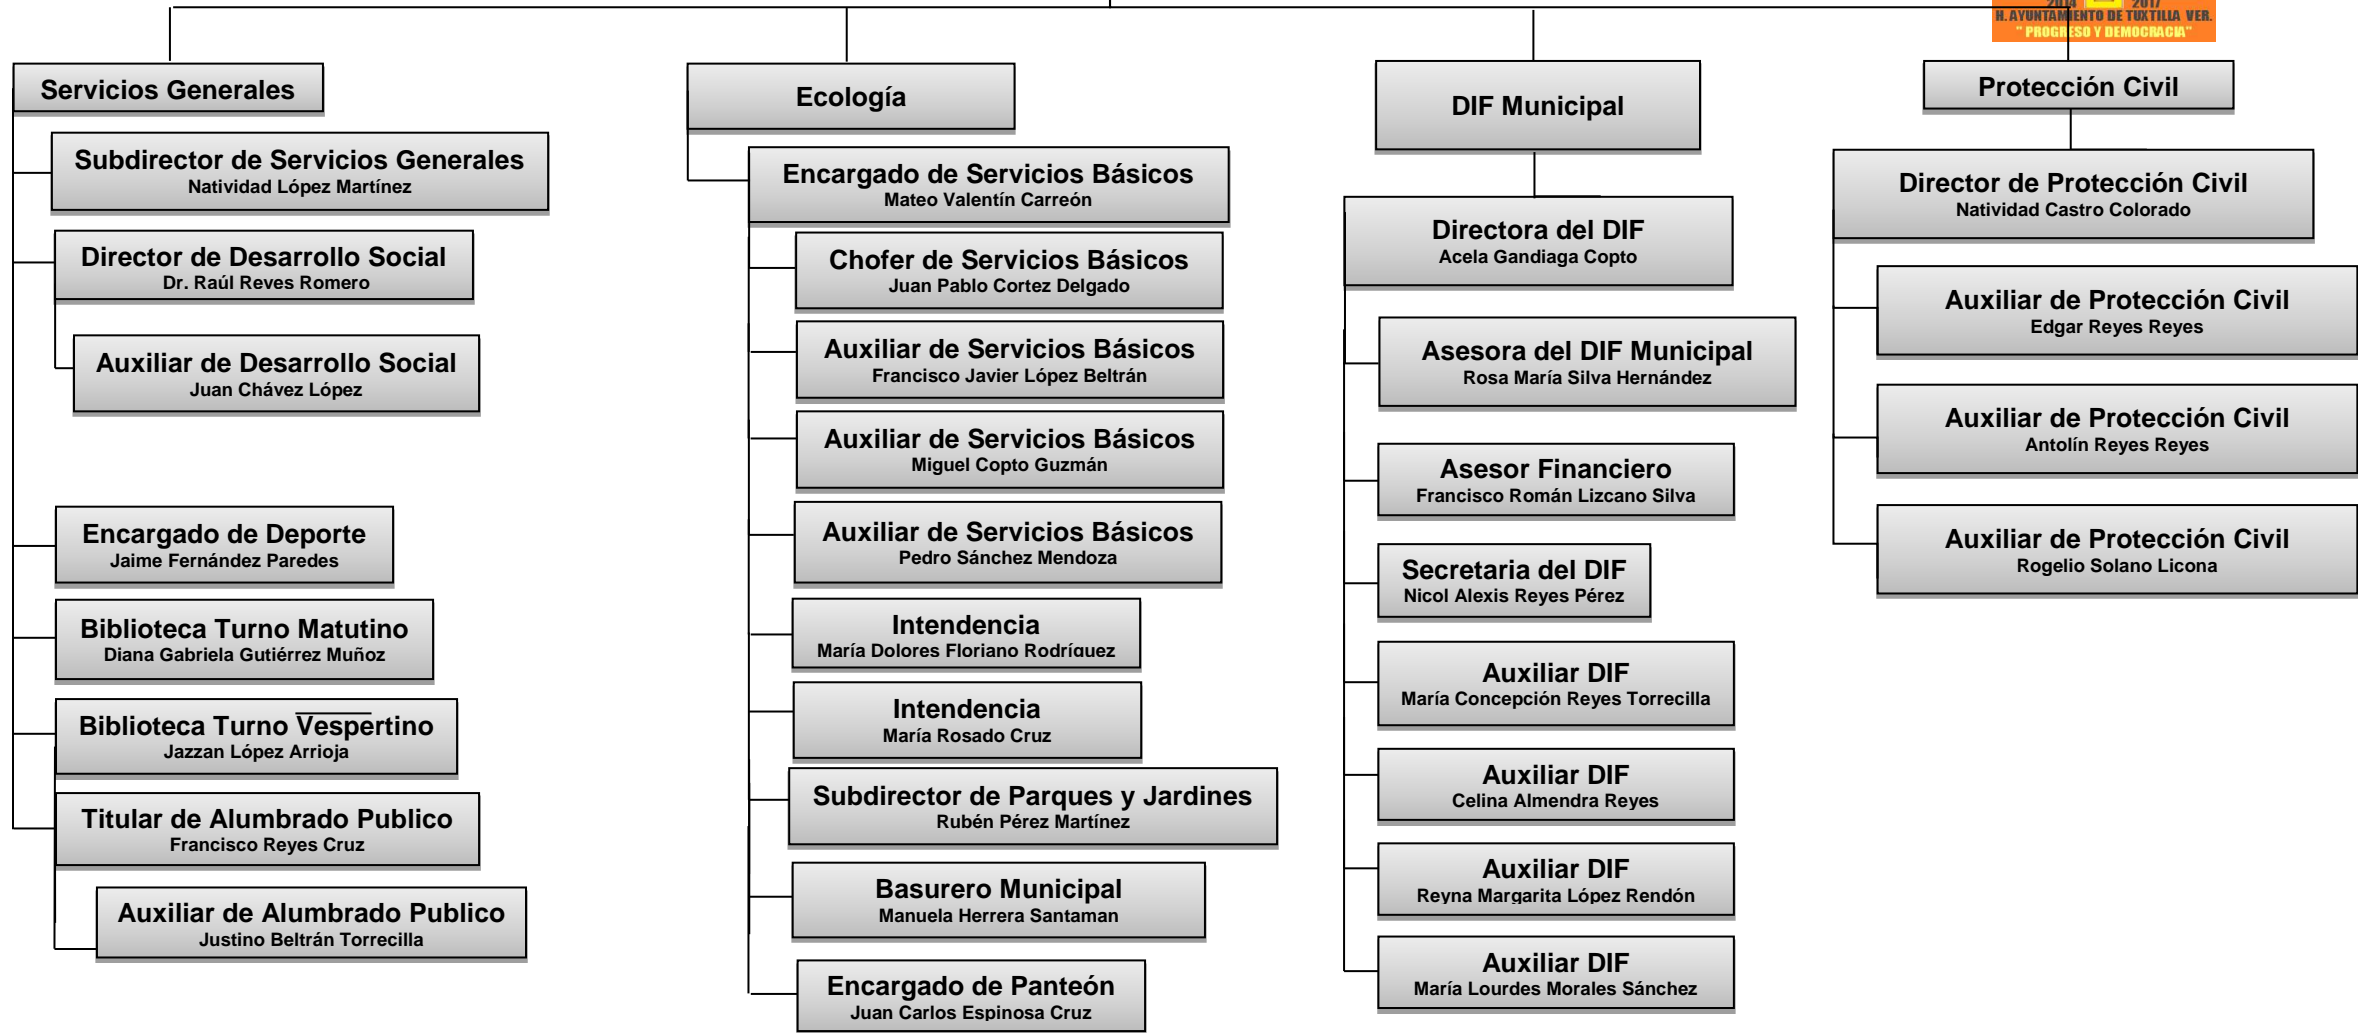 2014 2017
H. AYUNTAMIENTO DE TUXTILLA VER.
" PROGRESO Y DEMOCRACIA"
Servicios Generales
Subdirector de Servicios Generales
Natividad López Martínez
Director de Desarrollo Social
Dr. Raúl Reves Romero
Auxiliar de Desarrollo Social
Juan Chávez López
Encargado de Deporte
Jaime Fernández Paredes
Biblioteca Turno Matutino
Diana Gabriela Gutiérrez Muñoz
Biblioteca Turno Vespertino
Jazzan López Arrioja
Titular de Alumbrado Publico
Francisco Reyes Cruz
Auxiliar de Alumbrado Publico
Justino Beltrán Torrecilla
Ecología
Encargado de Servicios Básicos
Mateo Valentín Carreón
Chofer de Servicios Básicos
Juan Pablo Cortez Delgado
Auxiliar de Servicios Básicos
Francisco Javier López Beltrán
Auxiliar de Servicios Básicos
Miguel Copto Guzmán
Auxiliar de Servicios Básicos
Pedro Sánchez Mendoza
Intendencia
María Dolores Floriano Rodríguez
Intendencia
María Rosado Cruz
Subdirector de Parques y Jardines
Rubén Pérez Martínez
Basurero Municipal
Manuela Herrera Santaman
Encargado de Panteón
Juan Carlos Espinosa Cruz
DIF Municipal
Directora del DIF
Acela Gandiaga Copto
Asesora del DIF Municipal
Rosa María Silva Hernández
Asesor Financiero
Francisco Román Lizcano Silva
Secretaria del DIF
Nicol Alexis Reyes Pérez
Auxiliar DIF
María Concepción Reyes Torrecilla
Auxiliar DIF
Celina Almendra Reyes
Auxiliar DIF
Reyna Margarita López Rendón
Auxiliar DIF
María Lourdes Morales Sánchez
Protección Civil
Director de Protección Civil
Natividad Castro Colorado
Auxiliar de Protección Civil
Edgar Reyes Reyes
Auxiliar de Protección Civil
Antolín Reyes Reyes
Auxiliar de Protección Civil
Rogelio Solano Licona